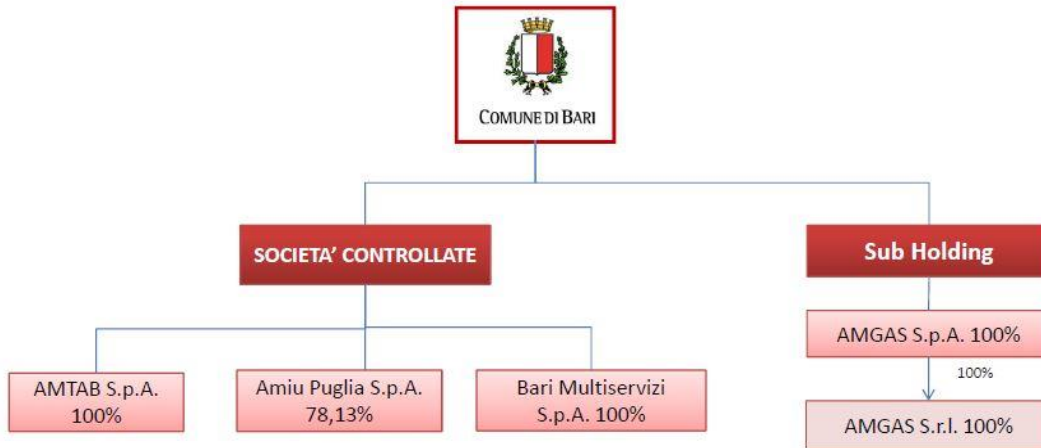 COMUNE DI BARI
SOCIETA’ CONTROLLATE
Sub Holding
AMTAB S.p.A.
100%
Amiu Puglia S.p.A.
78,13%
Bari Multiservizi
S.p.A. 100%
AMGAS S.p.A. 100%
100%
AMGAS S.r.l. 100%